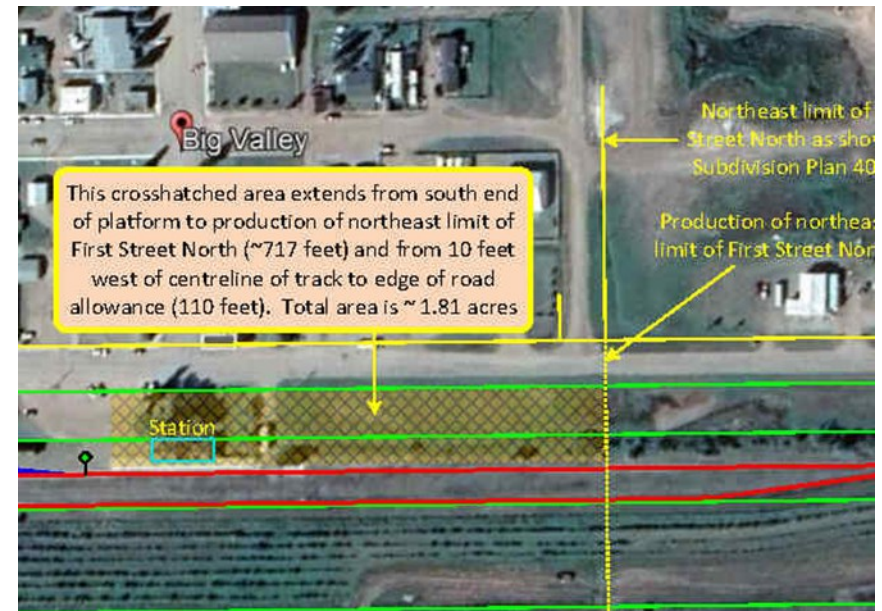 Northeast limit of
Big Valley
Street North as sho
Subdivision Plan 40
This crosshatched area extends from south end
of platform to production of northeast limit of
First Street North (~717 feet) and from 10 feet
west of centreline of track to edge of road
allowance (110 feet). Total area is ~ 1.81 acres
Production of northeas
limit of First Street Nor
Station